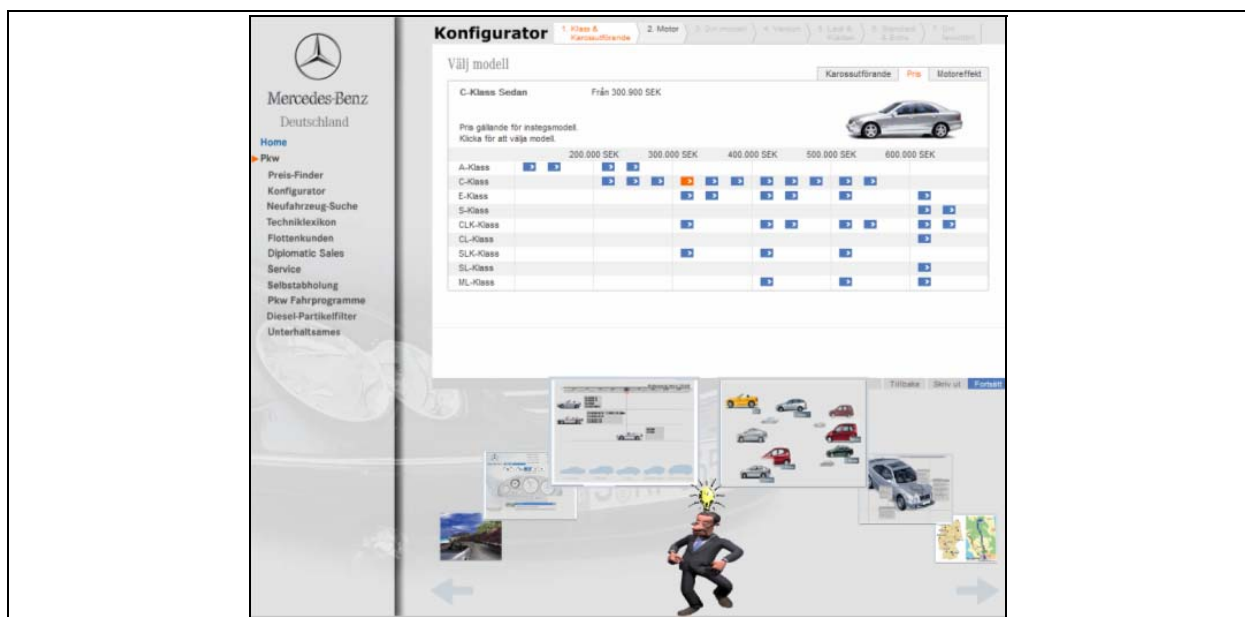 Mercedes-Benz
Deutschland
Home
Pkw
Preis-Finder
Konfigurator
Neufahrzeug-Suche
Techniklexikon
Flottenkunden
Diplomatic Sales
Service
Selbstabholung
Pkw Fahrprogramme
Diesel-Partikelfilter
Unterhaltsames
Konfigurator
1. Klass &
Karossutförande
2. Motor
Välj modell
Karossutförande Pris Motoreffekt
C-Klass Sedan Från 300.900 SEK
Pris gällande för instegsmodell.
Klicka för att välja modell.
200.000 SEK 300.000 SEK 400.000 SEK 500.000 SEK 600.000 SEK
A-Klass
C-Klass
E-Klass
S-Klass
CLK-Klass
CL-Klass
SLK-Klass
SL-Klass
ML-Klass
Tillbaka Skriv ut Fortsätt